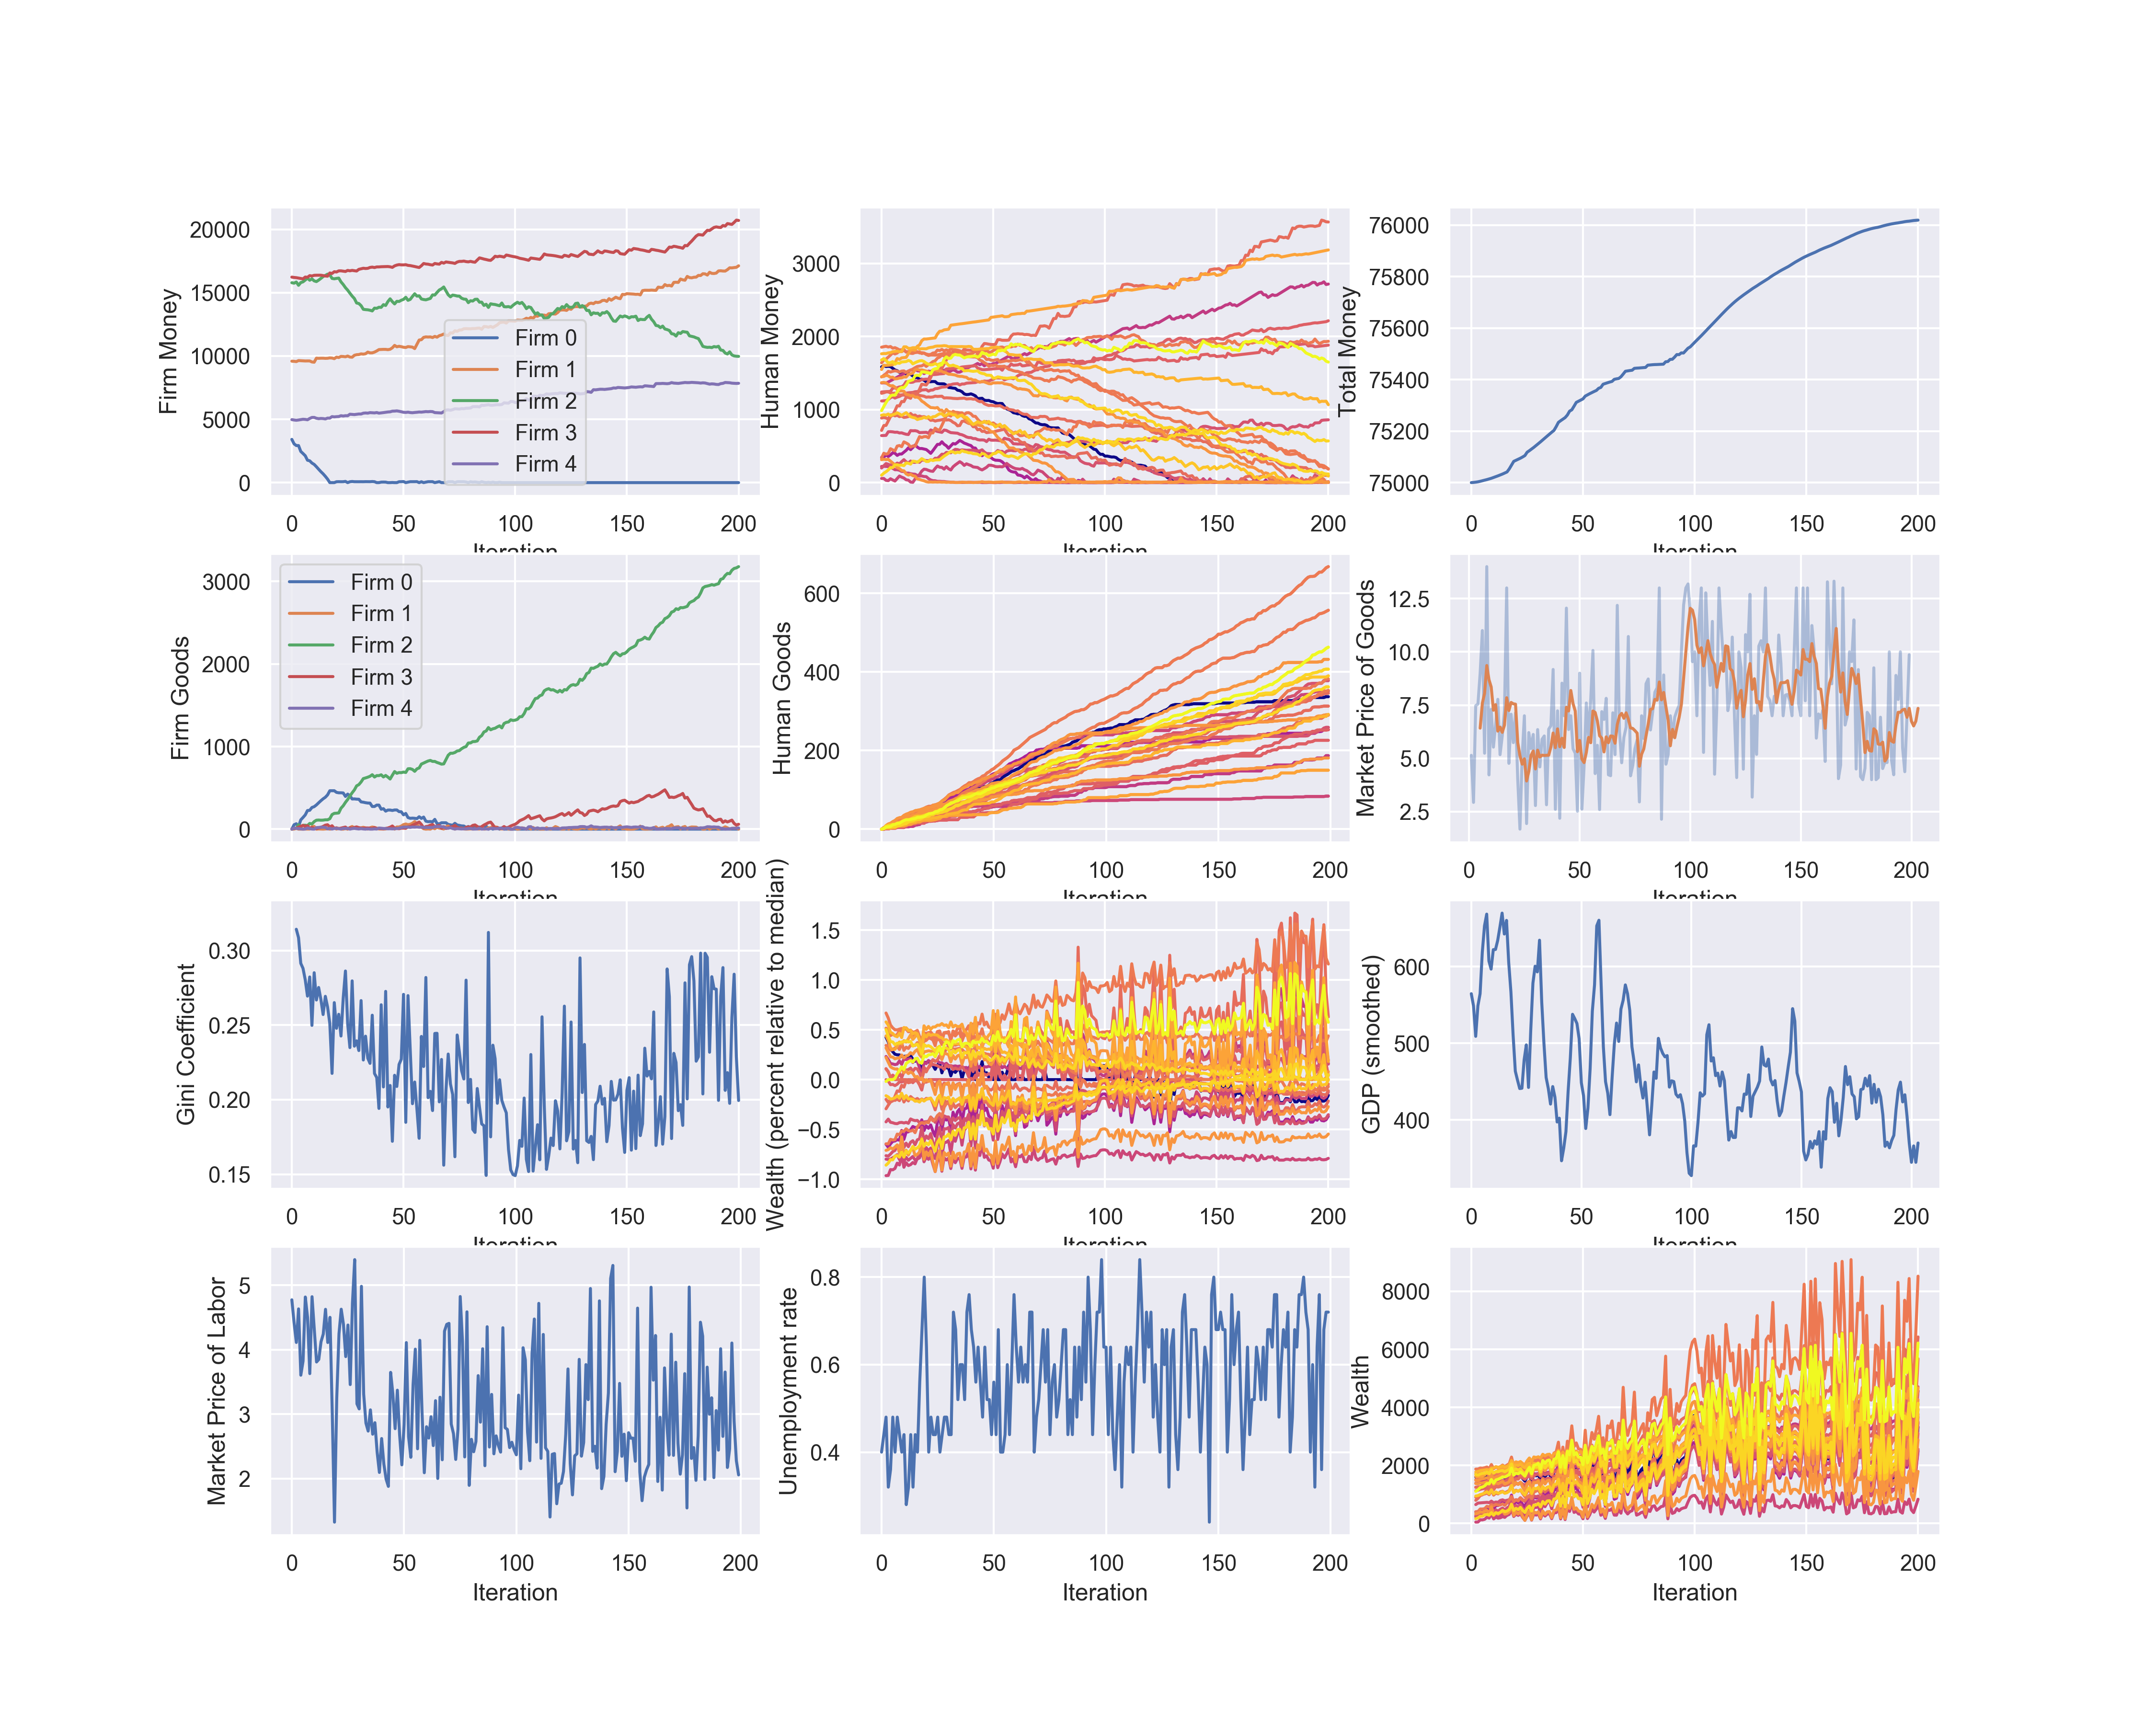 Firm Money
20000
15000
10000
5000
0
0 50 100 150 200
Iteration
Firm 0
Firm 1
Firm 2
Firm 3
Firm 4
Human Money
3000
2000
1000
0
0 50 100 150 200
Iteration
Total Money
76000
75800
75600
75400
75200
75000
0 50 100 150 200
Iteration
Firm Goods
3000
2000
1000
0
0 50 100 150 200
Iteration
Firm 0
Firm 1
Firm 2
Firm 3
Firm 4
Human Goods
600
400
200
0
0 50 100 150 200
Iteration
Market Price of Goods
12.5
10.0
7.5
5.0
2.5
0 50 100 150 200
Iteration
Gini Coefficient
0.30
0.25
0.20
0.15
0 50 100 150 200
Iteration
Wealth (percent relative to median)
1.5
1.0
0.5
0.0
−0.5
−1.0
0 50 100 150 200
Iteration
GDP (smoothed)
600
500
400
0 50 100 150 200
Iteration
Market Price of Labor
5
4
3
2
0 50 100 150 200
Iteration
Unemployment rate
0.8
0.6
0.4
0 50 100 150 200
Iteration
Wealth
8000
6000
4000
2000
0
0 50 100 150 200
Iteration